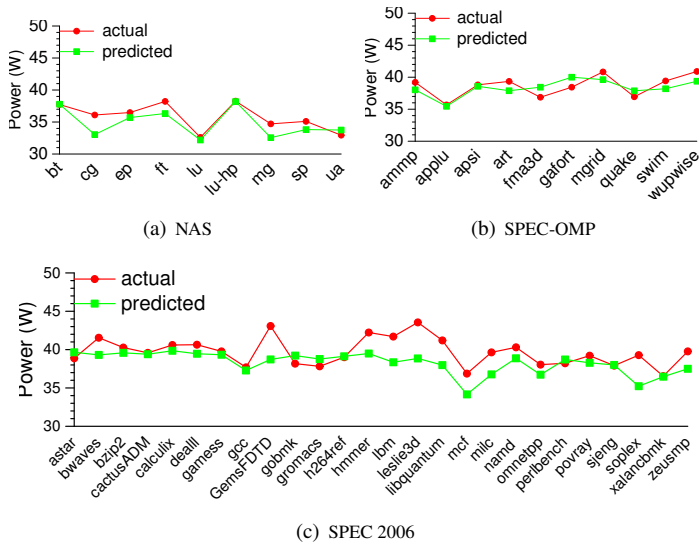 50
45
40
35
30
Power (W)
actual
predicted
bt
cg
ep
ft
lu
lu-hp
mg
sp
ua
(a) NAS
50
45
40
35
30
Power (W)
actual
predicted
ammp
applu
apsi
art
fma3d
gafort
mgrid
quake
swim
wupwise
(b) SPEC-OMP
50
45
40
35
30
Power (W)
actual
predicted
astar
bwaves
bzip2
cactusADM
calculix
dealII
gamess
gcc
GemsFDTD
gobmk
gromacs
h264ref
hmmer
lbm
leslie3d
libquantum
mcf
milc
namd
omnetpp
perlbench
povray
sjeng
soplex
xalancbmk
zeusmp
(c) SPEC 2006